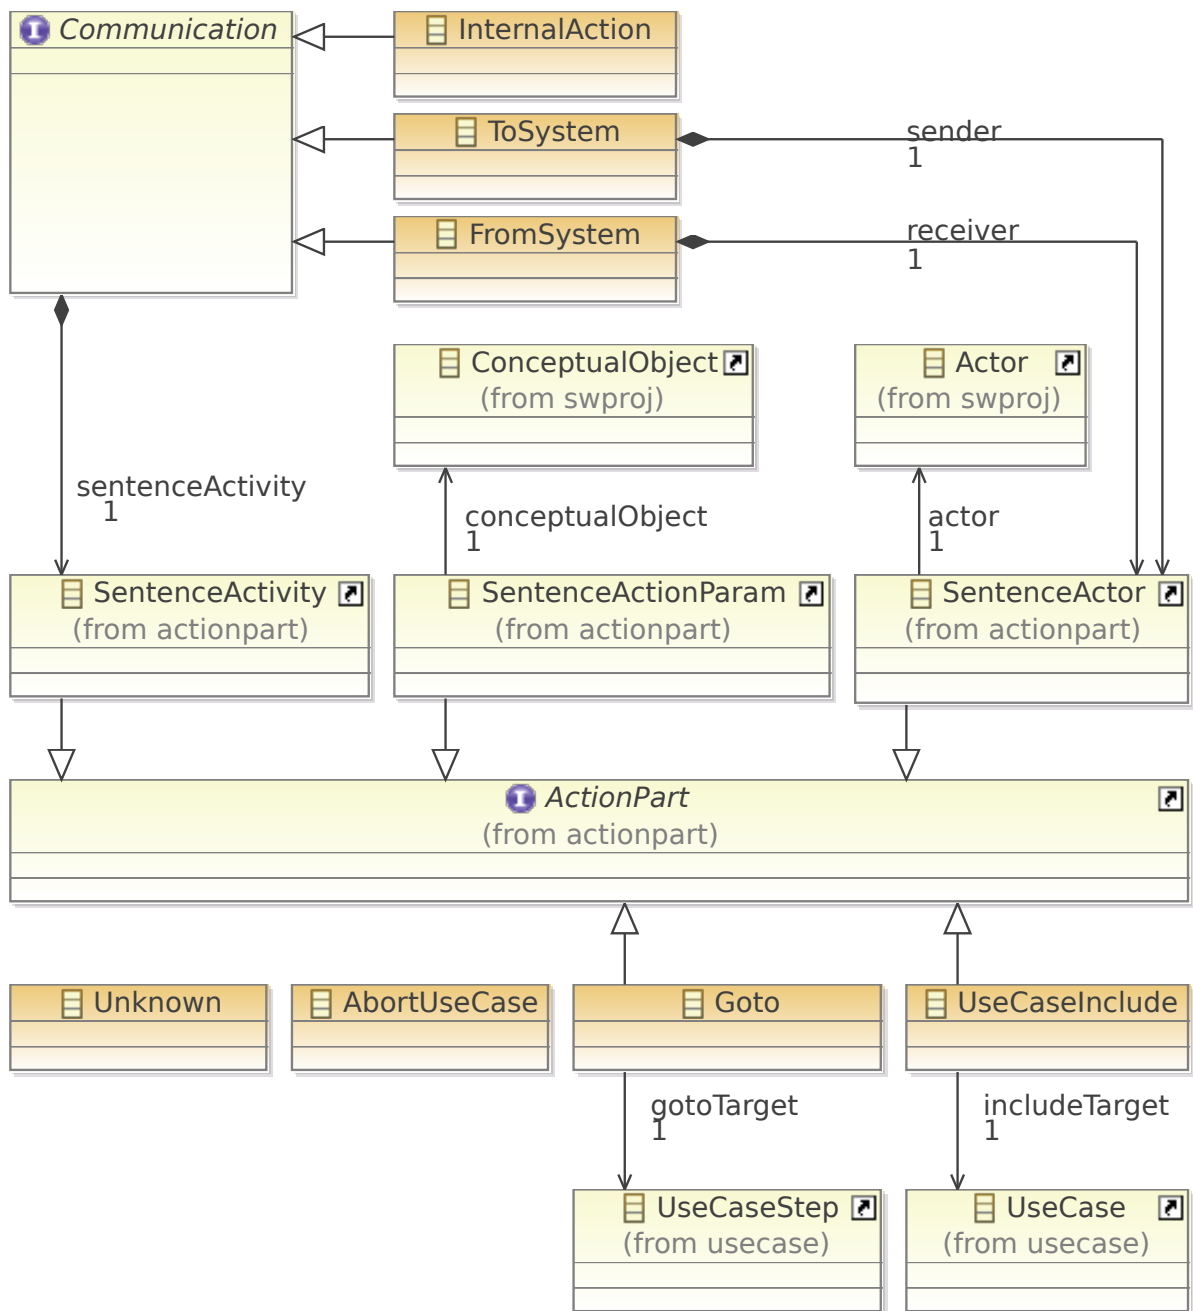 Communication
InternalAction
ToSystem
sender
1
FromSystem
receiver
1
ConceptualObject
(from swproj)
Actor
(from swproj)
sentenceActivity
1
conceptualObject
1
actor
1
SentenceActivity
(from actionpart)
SentenceActionParam
(from actionpart)
SentenceActor
(from actionpart)
ActionPart
(from actionpart)
Unknown
AbortUseCase
Goto
UseCaseInclude
gotoTarget
1
includeTarget
1
UseCaseStep
(from usecase)
UseCase
(from usecase)